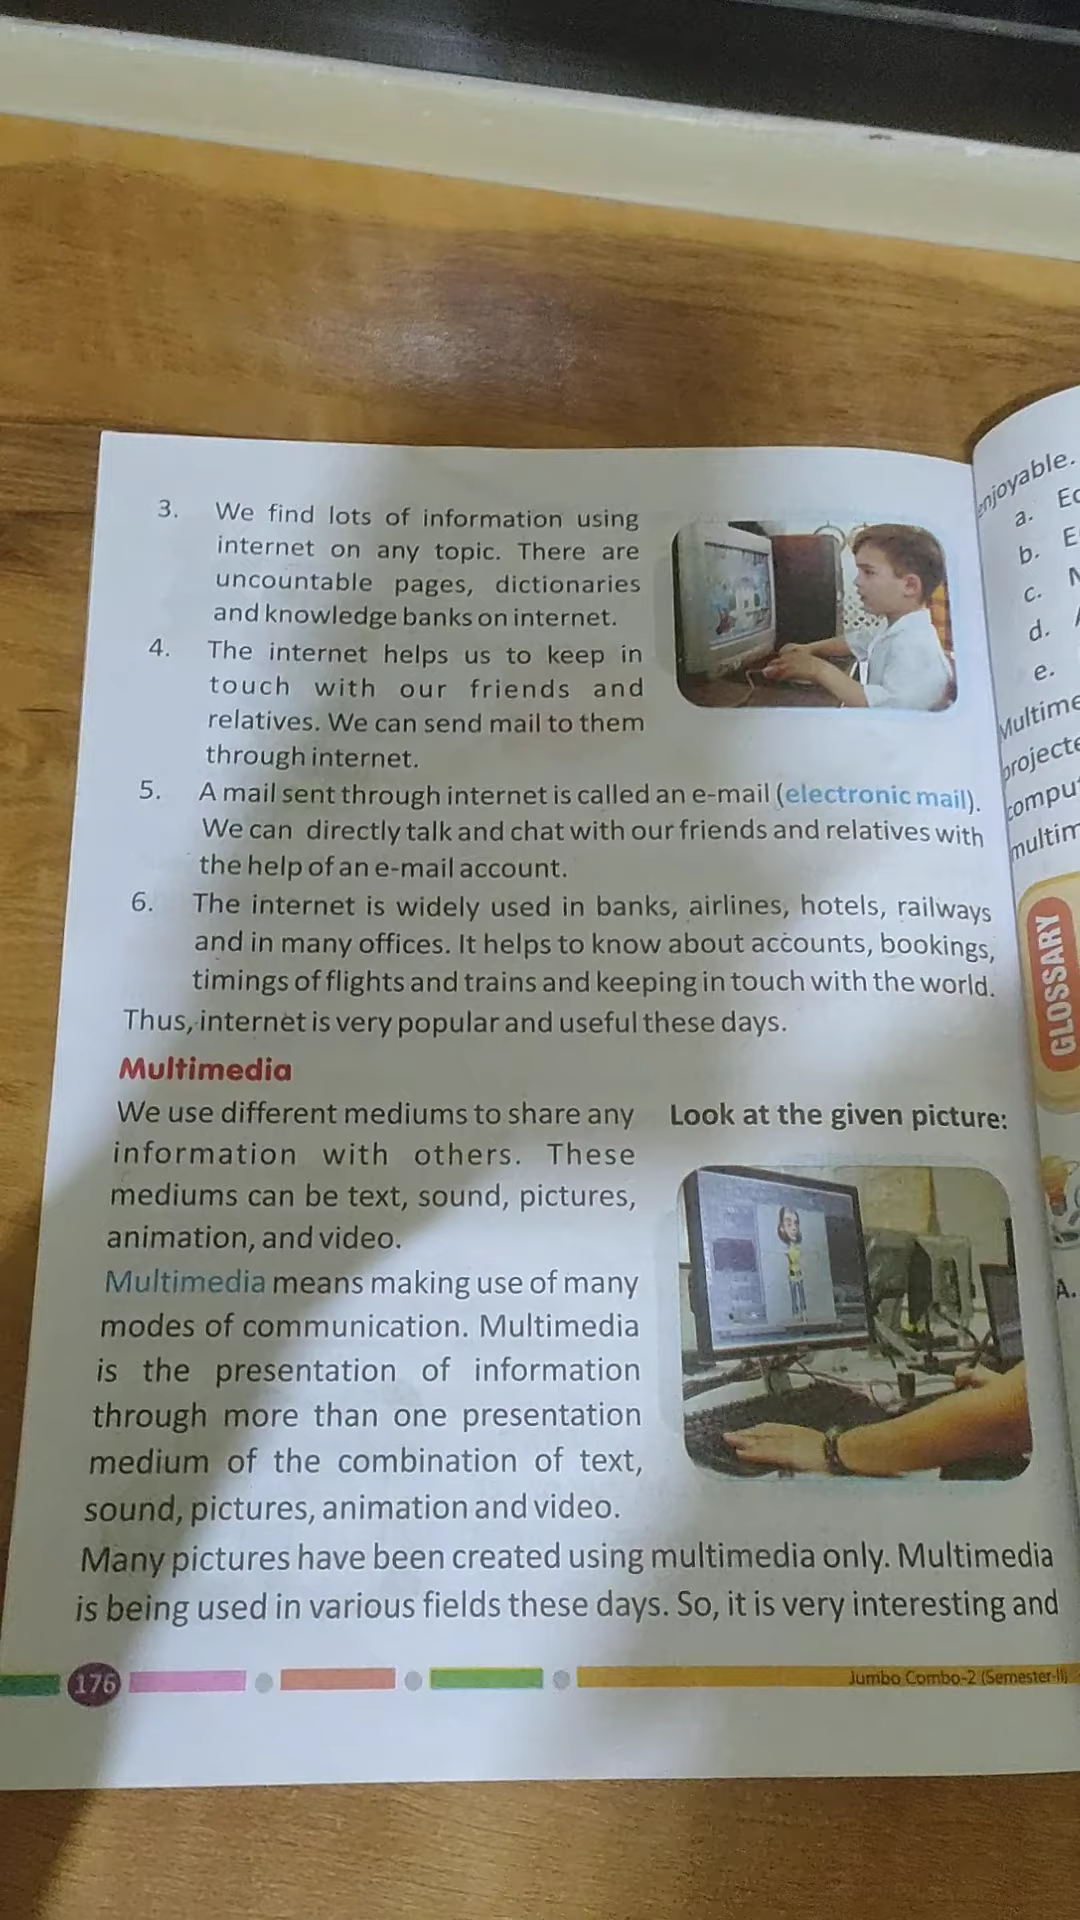 3. We find lots of information using
internet on any topic. There are
uncountable pages, dictionaries
and knowledge banks on internet.
4. The internet helps us to keep in
touch with our friends and
relatives. We can send mail to them
through internet.
5. A mail sent through internet is called an e-mail (electronic mail).
We can directly talk and chat with our friends and relatives with
the help of an e-mail account.
6. The internet is widely used in banks, airlines, hotels, railways
and in many offices. It helps to know about accounts, bookings,
timings of flights and trains and keeping in touch with the world.
Thus, internet is very popular and useful these days.
Multimedia
We use different mediums to share any
information with others. These
mediums can be text, sound, pictures,
animation, and video.
Multimedia means making use of many
modes of communication. Multimedia
is the presentation of information
through more than one presentation
medium of the combination of text,
sound, pictures, animation and video.
Look at the given picture:
Many pictures have been created using multimedia only. Multimedia
is being used in various fields these days. So, it is very interesting and
176
Jumbo Combo-2 (Semester-II)
enjoyable.
a.
b.
c.
d.
e.
GLOSSARY
A.